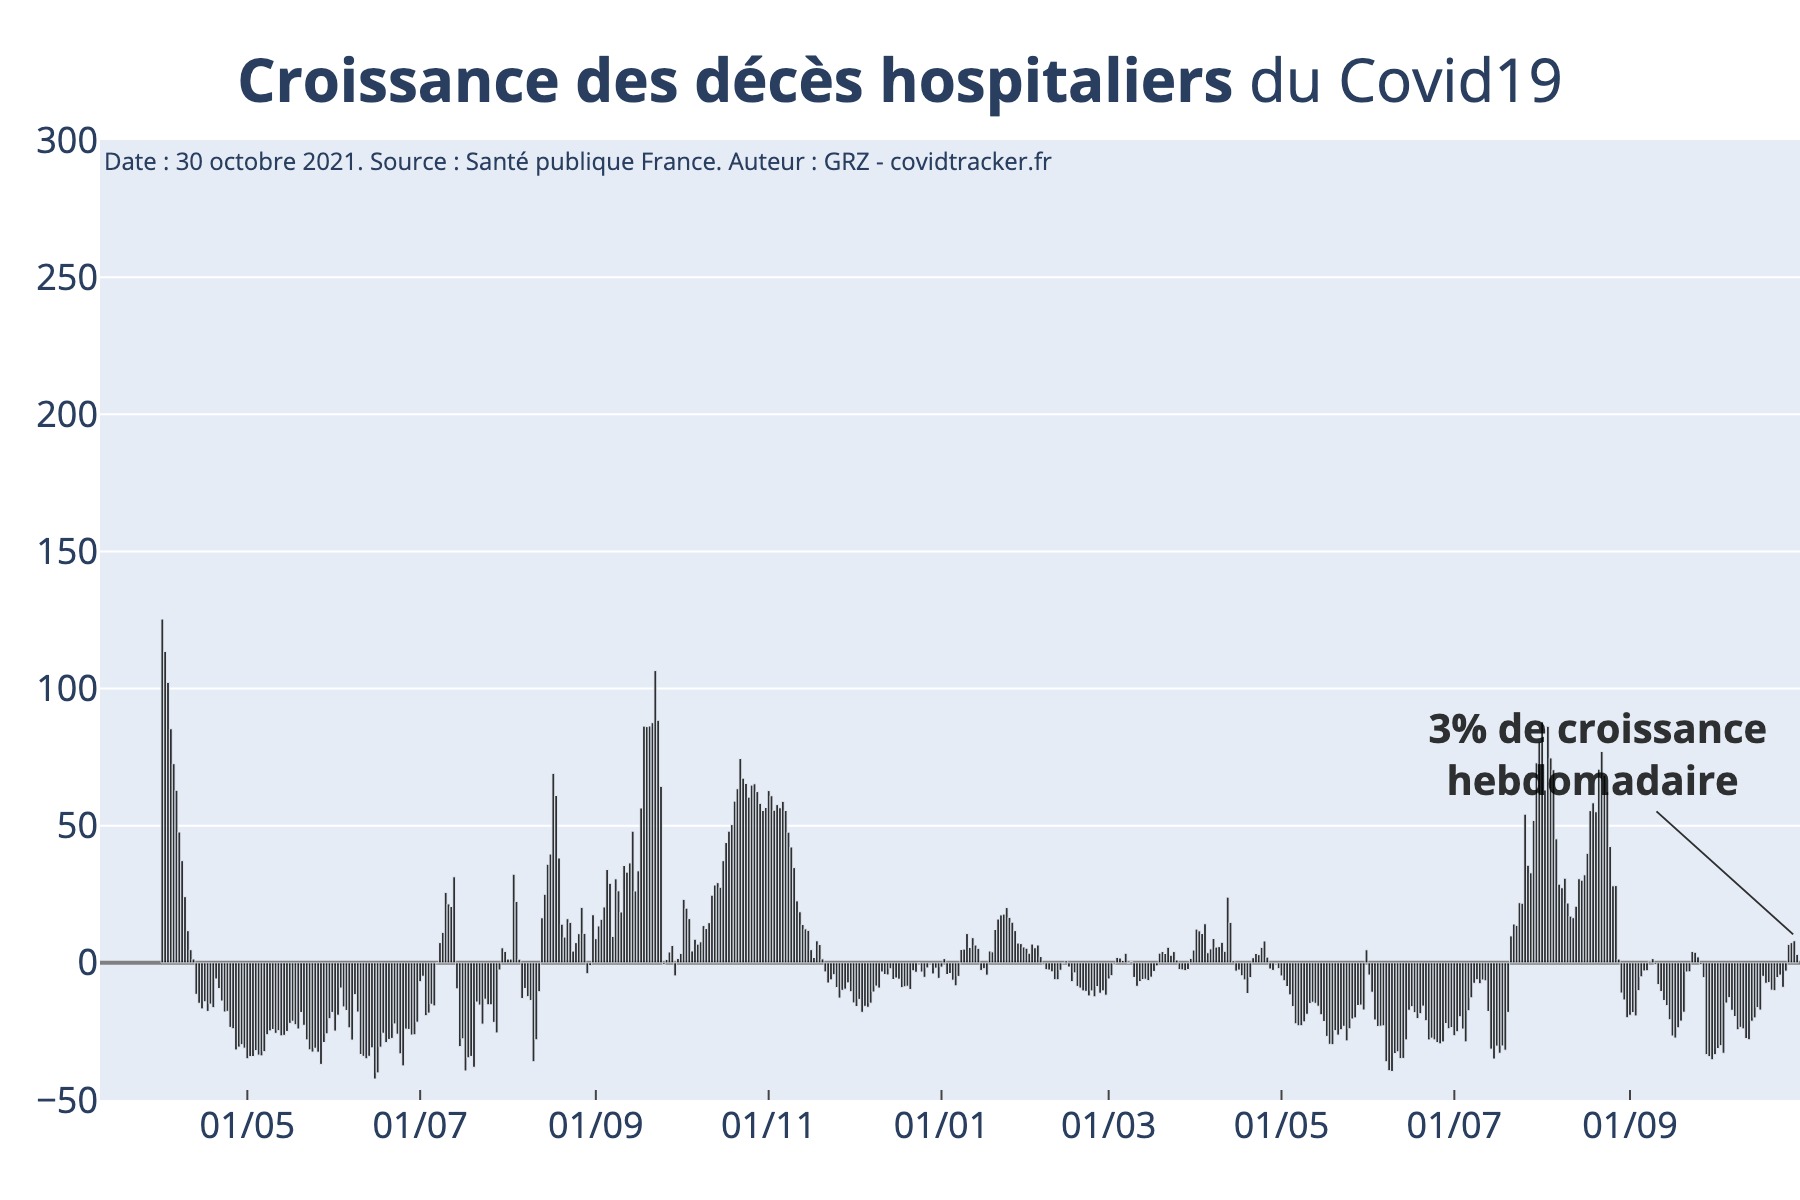 Croissance des décès hospitaliers du Covid19
300
Date : 30 octobre 2021. Source : Santé publique France. Auteur : GRZ - covidtracker.fr
250
200
150
100
3% de croissance
hebdomadaire
50
0
−50
01/05 01/07 01/09 01/11 01/01 01/03 01/05 01/07 01/09